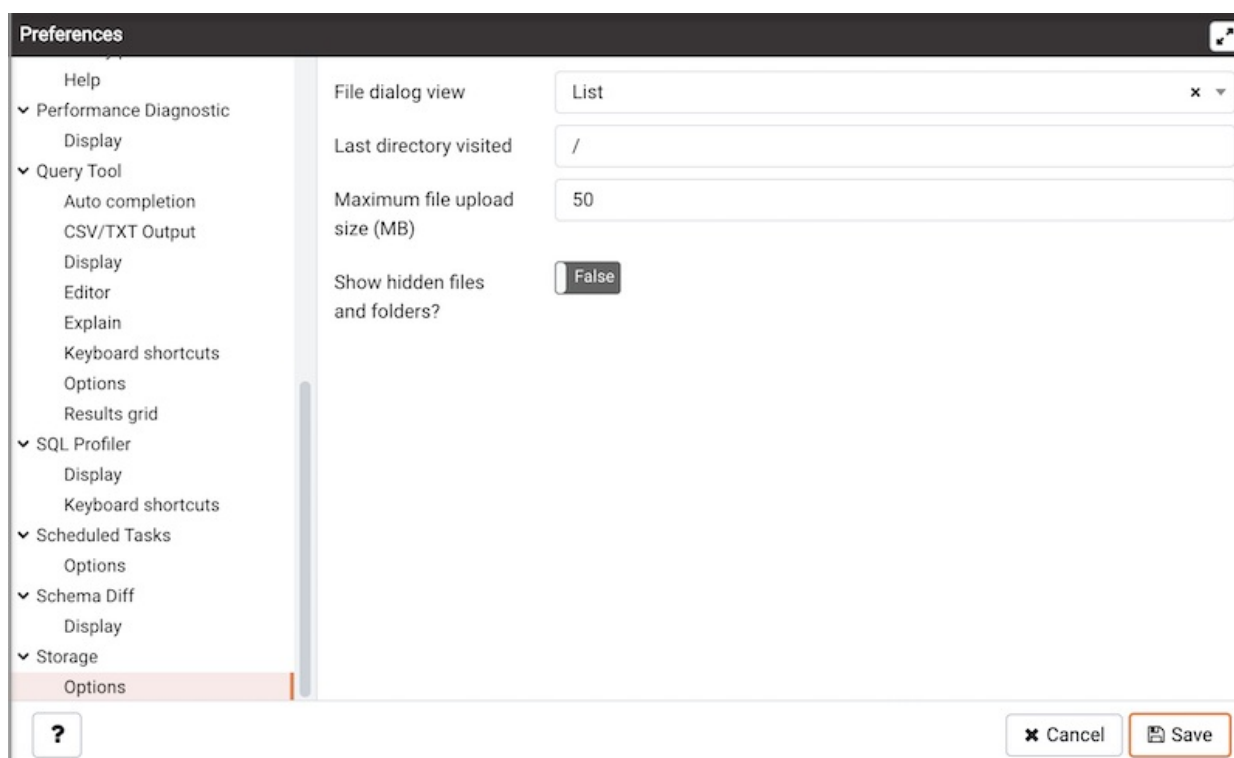 Preferences
Help
Performance Diagnostic
Display
Query Tool
Auto completion
CSV/TXT Output
Display
Editor
Explain
Keyboard shortcuts
Options
Results grid
SQL Profiler
Display
Keyboard shortcuts
Scheduled Tasks
Options
Schema Diff
Display
Storage
Options
File dialog view
List
Last directory visited
/
Maximum file upload
size (MB)
50
Show hidden files
and folders?
False
?
Cancel
Save